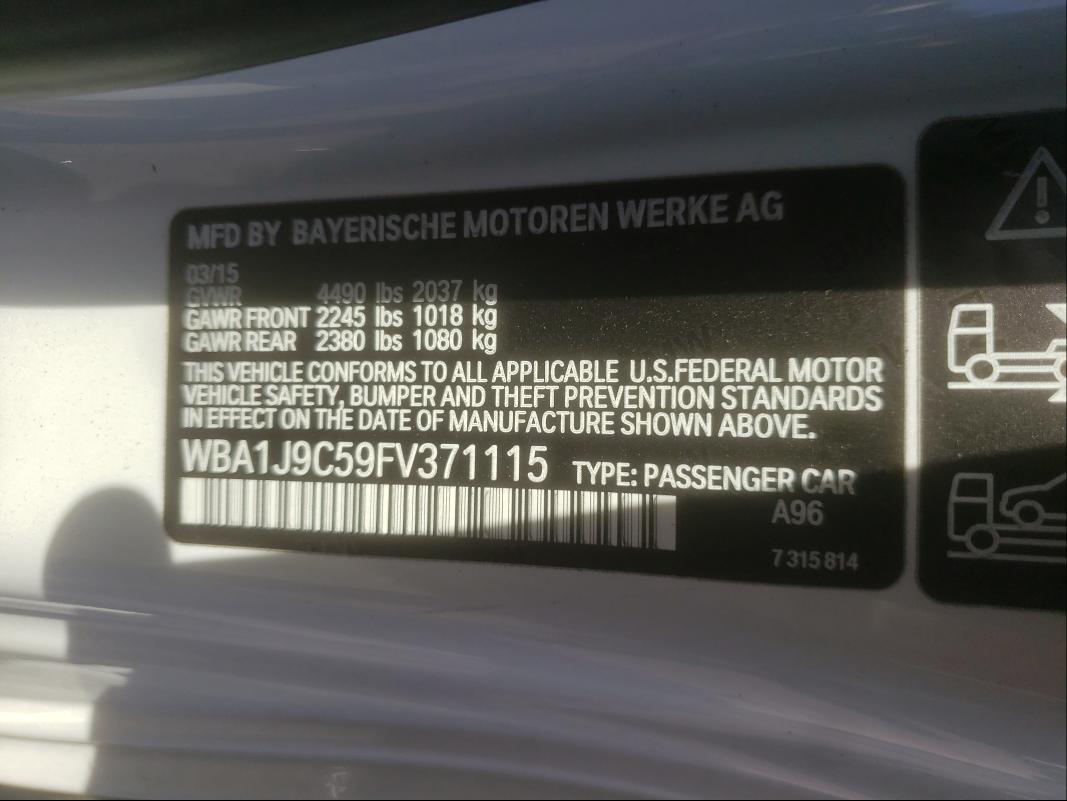 MFD BY BAYERISCHE MOTOREN WERKE AG
03/15
GVWR 4490 lbs 2037 kg
GAWR FRONT 2245 lbs 1018 kg
GAWR REAR 2380 lbs 1080 kg
THIS VEHICLE CONFORMS TO ALL APPLICABLE U.S.FEDERAL MOTOR
VEHICLE SAFETY, BUMPER AND THEFT PREVENTION STANDARDS
IN EFFECT ON THE DATE OF MANUFACTURE SHOWN ABOVE.
WBA1J9C59FV371115 TYPE: PASSENGER CAR
A96
7 315 814